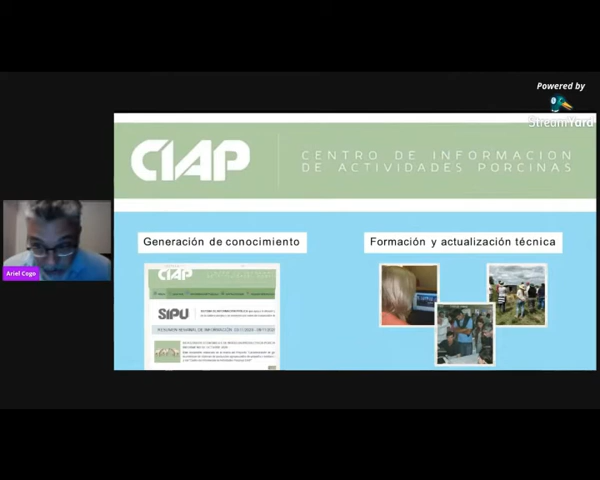 Powered by
StreamYard
CIAP
CENTRO DE INFORMACION
DE ACTIVIDADES PORCINAS
Ariel Cogo
Generación de conocimiento
Formación y actualización técnica
CIAP
SIPU